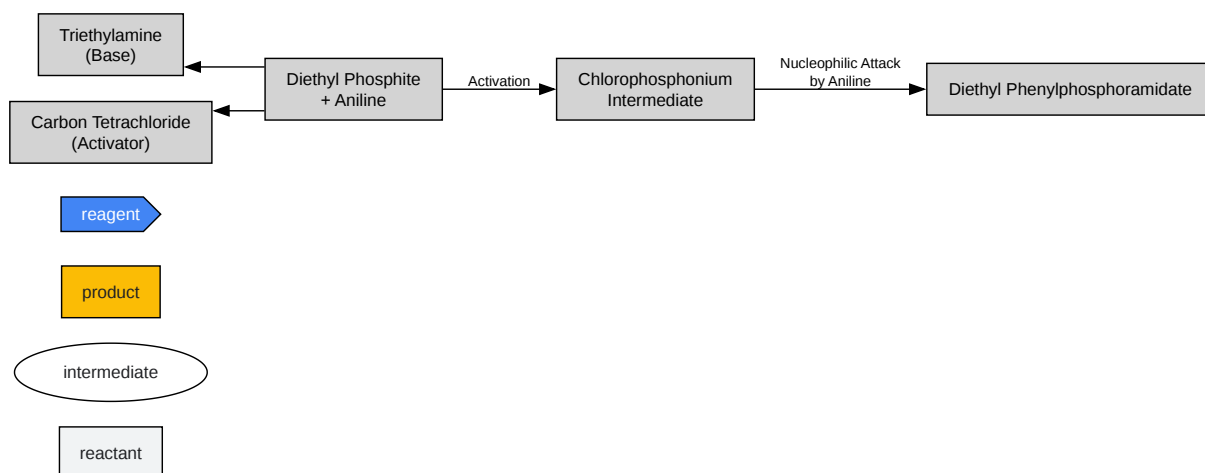 Triethylamine
(Base)
Carbon Tetrachloride
(Activator)
Diethyl Phosphite
+ Aniline
Activation
Chlorophosphonium
Intermediate
Nucleophilic Attack
by Aniline
Diethyl Phenylphosphoramidate
reagent
product
intermediate
reactant